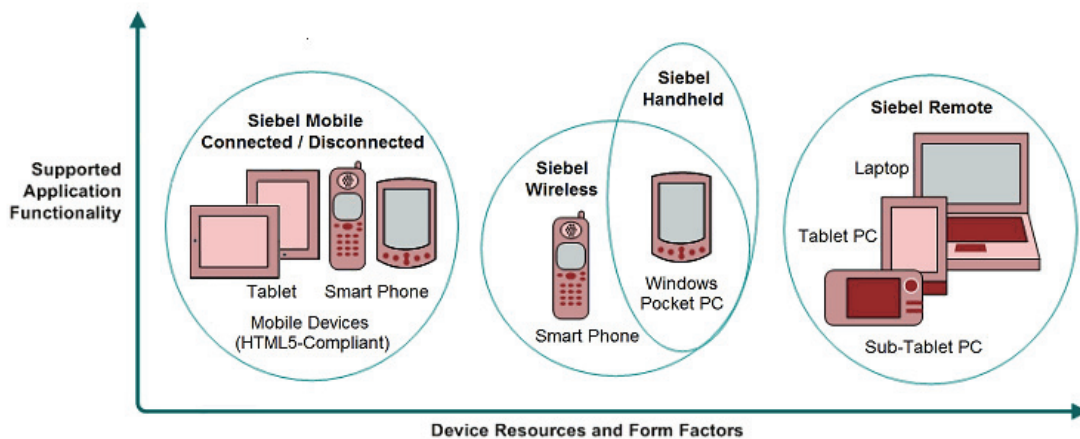 Supported
Application
Functionality
Siebel Mobile
Connected / Disconnected
Tablet
Smart Phone
Mobile Devices
(HTML5-Compliant)
Siebel
Wireless
Smart Phone
Siebel
Handheld
Windows
Pocket PC
Siebel Remote
Laptop
Tablet PC
Sub-Tablet PC
Device Resources and Form Factors